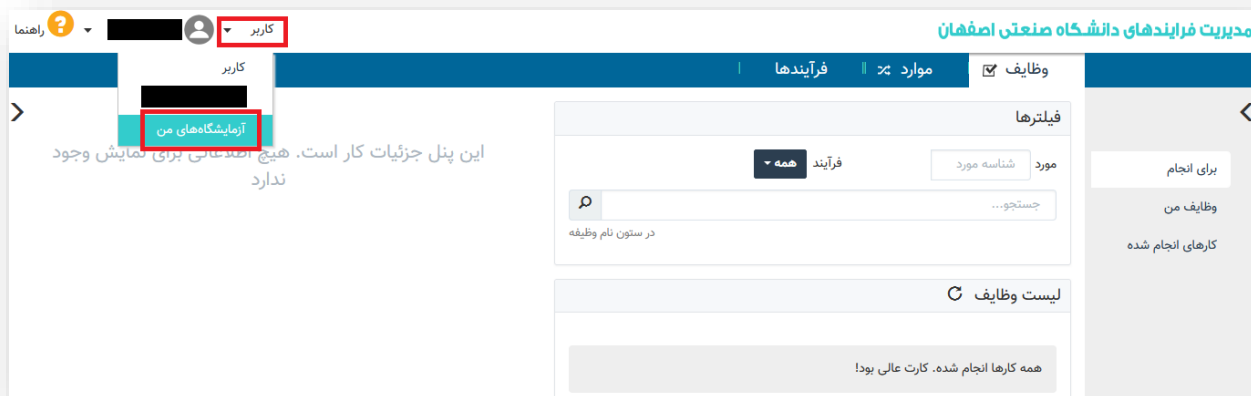 مدیریت فرایندهای دانشگاه صنعتی اصفهان
کاربر
راهنما
وظایف
موارد
فرآیندها
کاربر
آزمایشگاه‌های من
برای انجام
وظایف من
کارهای انجام شده
فیلترها
مورد
شناسه مورد
فرآیند
همه
جستجو...
در ستون نام وظیفه
لیست وظایف
همه کارها انجام شده. کارت عالی بود!
این پنل جزئیات کار است. هیچ اطلاعاتی برای نمایش وجود
ندارد